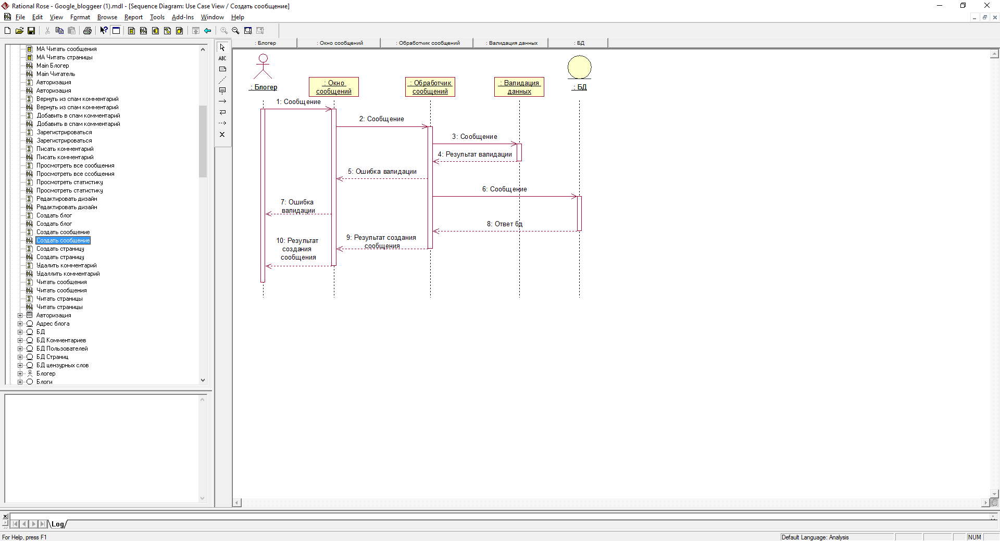 Rational Rose - Google_bloggeer (1).mdl - [Sequence Diagram: Use Case View / Создать сообщение]
File Edit View Format Browse Report Tools Add-Ins Window Help
МА Читать сообщения
МА Читать страницы
Main Блогер
Main Читатель
Авторизация
Авторизация
Вернуть из спам комментарий
Вернуть из спам комментарий
Добавить в спам комментарий
Добавить в спам комментарий
Зарегистрироваться
Зарегистрироваться
Писать комментарий
Писать комментарий
Просмотреть все ссобщения
Просмотреть все ссобщения
Просмотреть статистику
Просмотреть статистику
Редактировать дизайн
Редактировать дизайн
Создать блог
Создать блог
Создать сообщение
Создать сообщение
Создать страницу
Создать страницу
Удалить комментарий
Удаллить комментарий
Читать сообщения
Читать сообщения
Читать страницы
Читать страницы
Авторизация
Адрес блога
БД
БД Комментариев
БД Пользователей
БД Страниц
БД цензурных слов
Блогер
Блоги
ABC
: Блогер : Окно сообщений : Обработчик сообщений : Валидация данных : БД
: Блогер
: Окно
сообщений
: Обработчик
сообщений
: Валидация
данных
: БД
1: Сообщение
2: Сообщение
3: Сообщение
4: Результат валидации
5: Ошибка валидации
6: Сообщение
7: Ошибка
валидации
8: Ответ бд
9: Результат создания
сообщения
10: Результат
создания
сообщения
Log
For Help, press F1
Default Language: Analysis
NUM